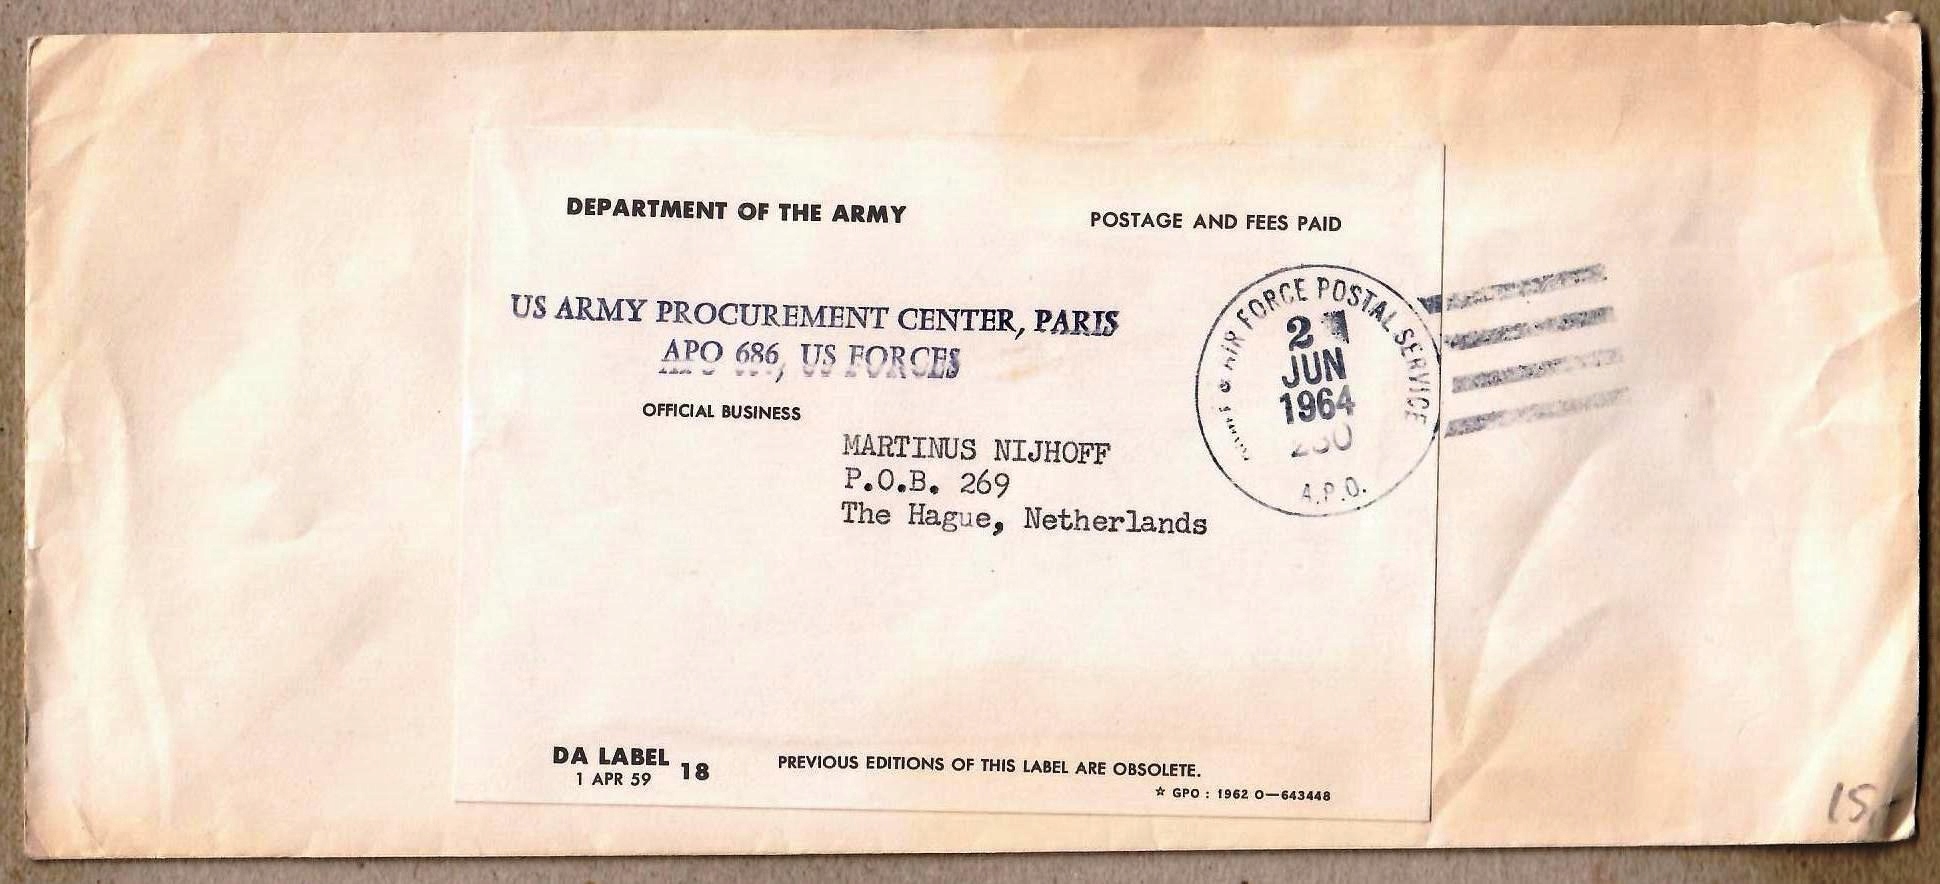 DEPARTMENT OF THE ARMY
POSTAGE AND FEES PAID
US ARMY PROCUREMENT CENTER, PARIS
APO 686, US FORCES
OFFICIAL BUSINESS
& AIR FORCE POSTAL SERVICE
JUN
1964
A.P.O.
MARTINUS NIJHOFF
P.O.B. 269
The Hague, Netherlands
DA LABEL 18
1 APR 59
PREVIOUS EDITIONS OF THIS LABEL ARE OBSOLETE.
☆ GPO : 1962 O—643448
15